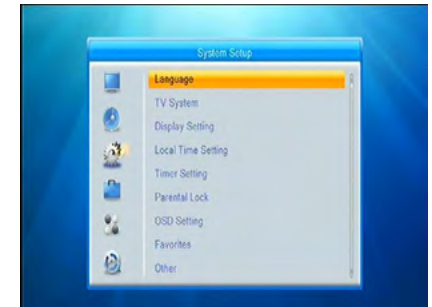 System Setup
Language
TV System
Display Setting
Local Time Setting
Timer Setting
Parental Lock
OSD Setting
Favorites
Other